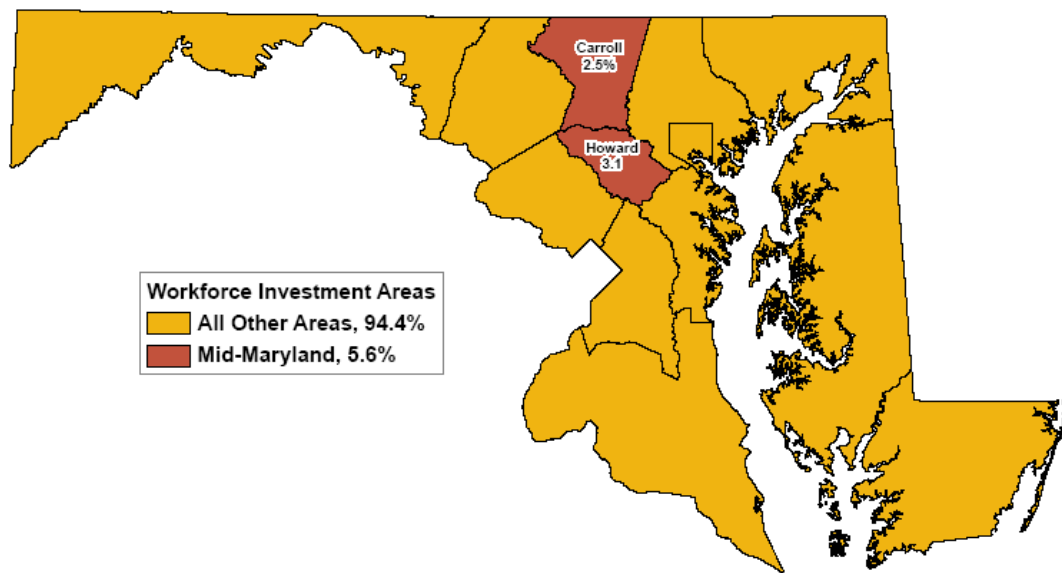 Carroll
2.5%
Howard
3.1
Workforce Investment Areas
All Other Areas, 94.4%
Mid-Maryland, 5.6%